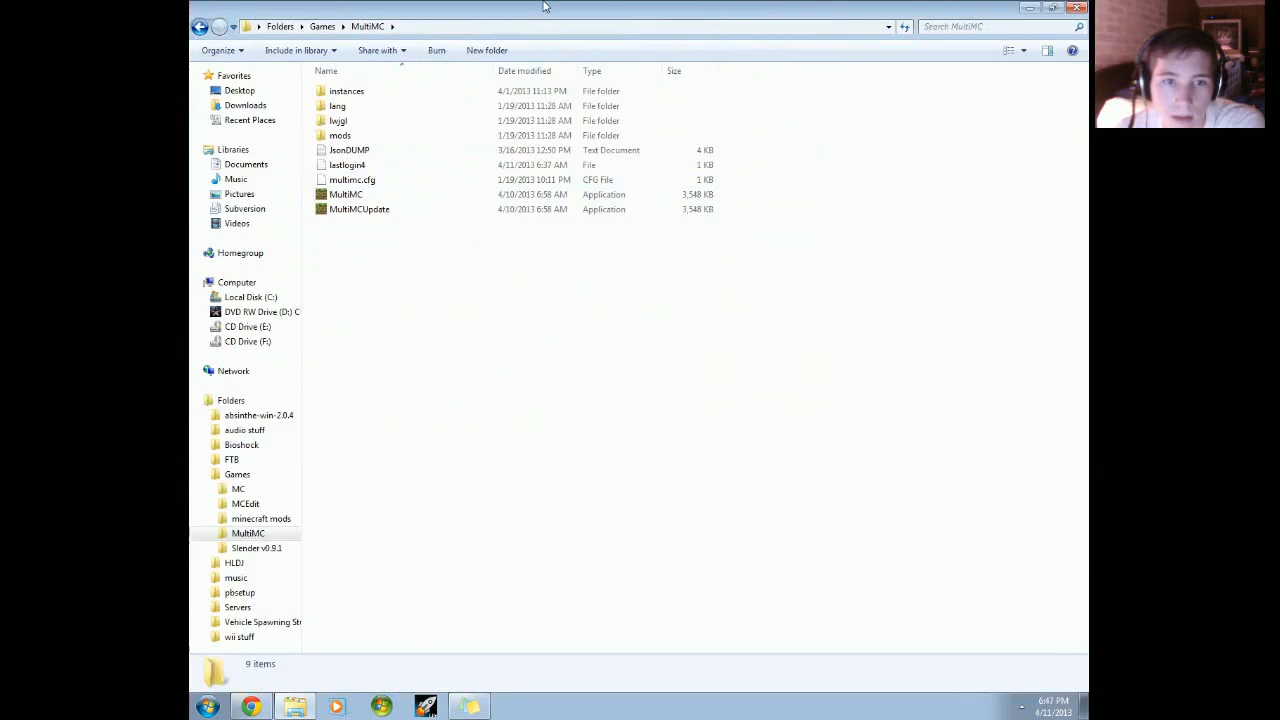 Folders Games MultiMC Search MultiMC
Organize Include in library Share with Burn New folder
Name Date modified Type Size
instances 4/1/2013 11:13 PM File folder
lang 1/19/2013 11:28 AM File folder
lwjgl 1/19/2013 11:28 AM File folder
mods 1/19/2013 11:28 AM File folder
JsonDUMP 3/16/2013 12:50 PM Text Document 4 KB
lastlogin4 4/11/2013 6:37 AM File 1 KB
multimc.cfg 1/19/2013 10:11 PM CFG File 1 KB
MultiMC 4/10/2013 6:58 AM Application 3,548 KB
MultiMCUpdate 4/10/2013 6:58 AM Application 3,548 KB
Favorites
Desktop
Downloads
Recent Places
Libraries
Documents
Music
Pictures
Subversion
Videos
Homegroup
Computer
Local Disk (C:)
DVD RW Drive (D:) C
CD Drive (E:)
CD Drive (F:)
Network
Folders
absinthe-win-2.0.4
audio stuff
Bioshock
FTB
Games
MC
MCEdit
minecraft mods
MultiMC
Slender v0.9.1
HLDJ
music
pbsetup
Servers
Vehicle Spawning Stu
wii stuff
9 items
6:47 PM
4/11/2013